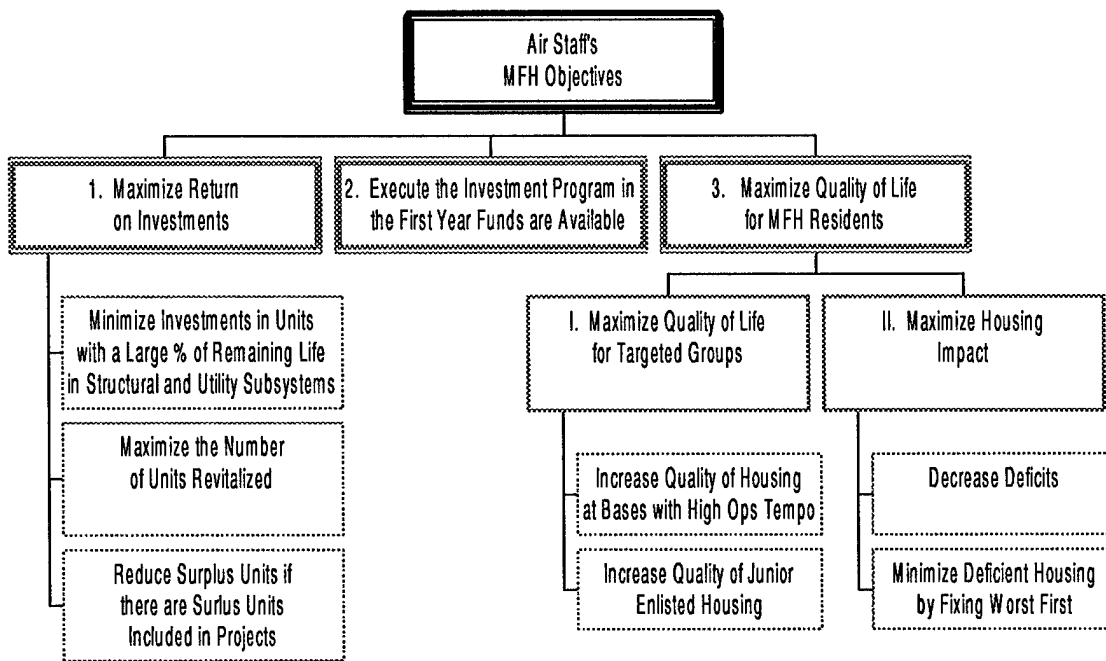 Air Staff's
MFH Objectives
1. Maximize Return
on Investments
2. Execute the Investment Program in
the First Year Funds are Available
3. Maximize Quality of Life
for MFH Residents
Minimize Investments in Units
with a Large % of Remaining Life
in Structural and Utility Subsystems
Maximize the Number
of Units Revitalized
Reduce Surplus Units if
there are Surlus Units
Included in Projects
I. Maximize Quality of Life
for Targeted Groups
II. Maximize Housing
Impact
Increase Quality of Housing
at Bases with High Ops Tempo
Increase Quality of Junior
Enlisted Housing
Decrease Deficits
Minimize Deficient Housing
by Fixing Worst First